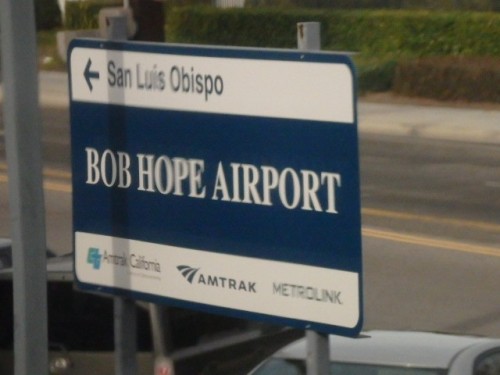 San Luis Obispo
BOB HOPE AIRPORT
Amtrak California
AMTRAK
METROLINK